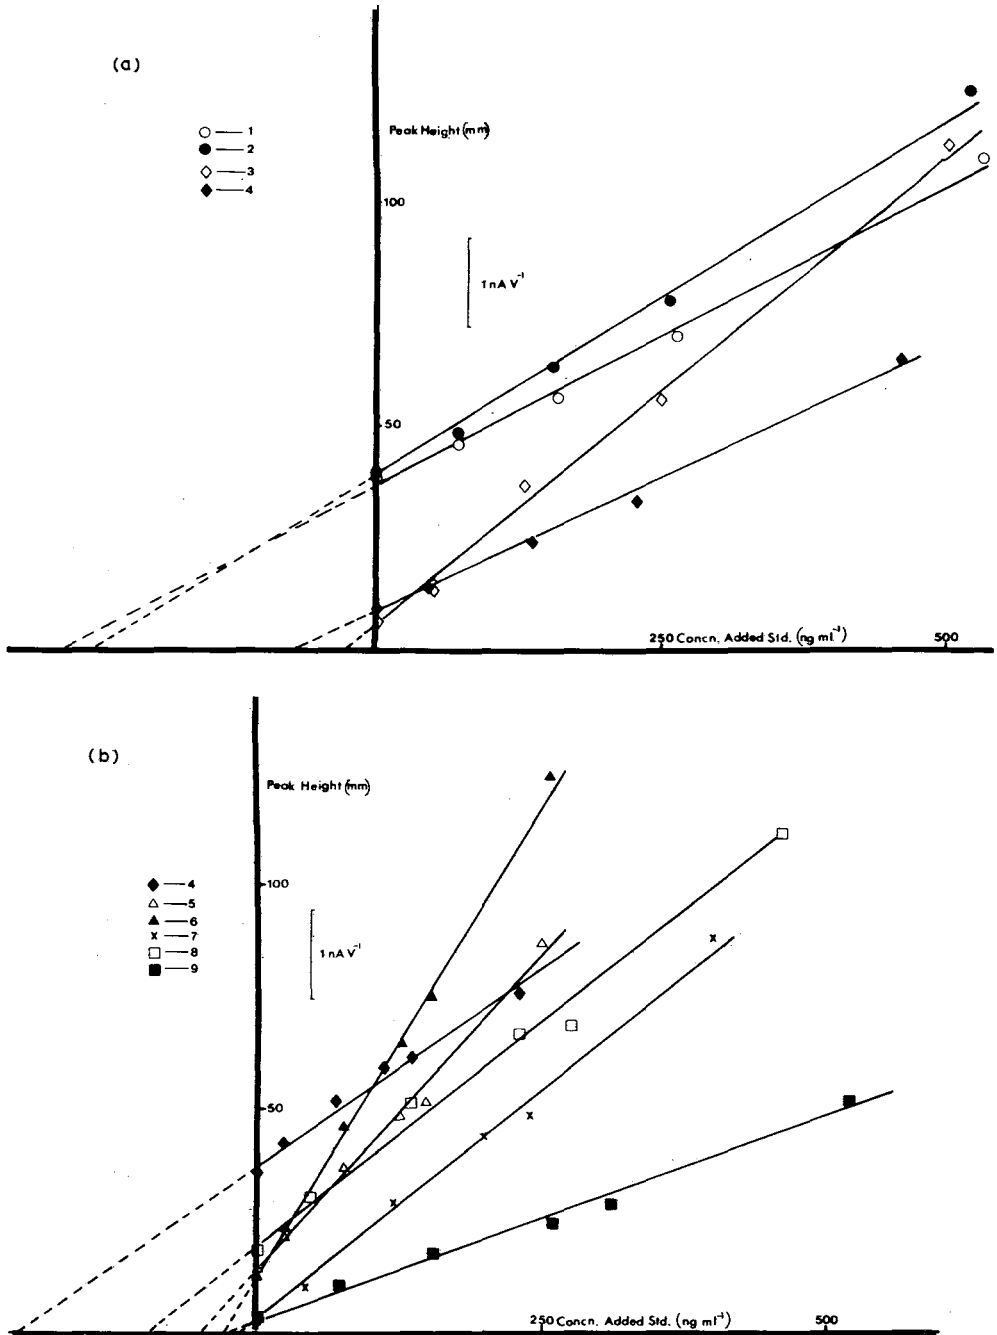 (a)
1
2
3
4
Peak Height (mm)
100
1 nA V⁻¹
50
250 Concn. Added Std. (ng ml⁻¹) 500
(b)
Peak Height (mm)
4
5
6
7
8
9
100
1 nA V⁻¹
50
250 Concn. Added Std. (ng ml⁻¹) 500